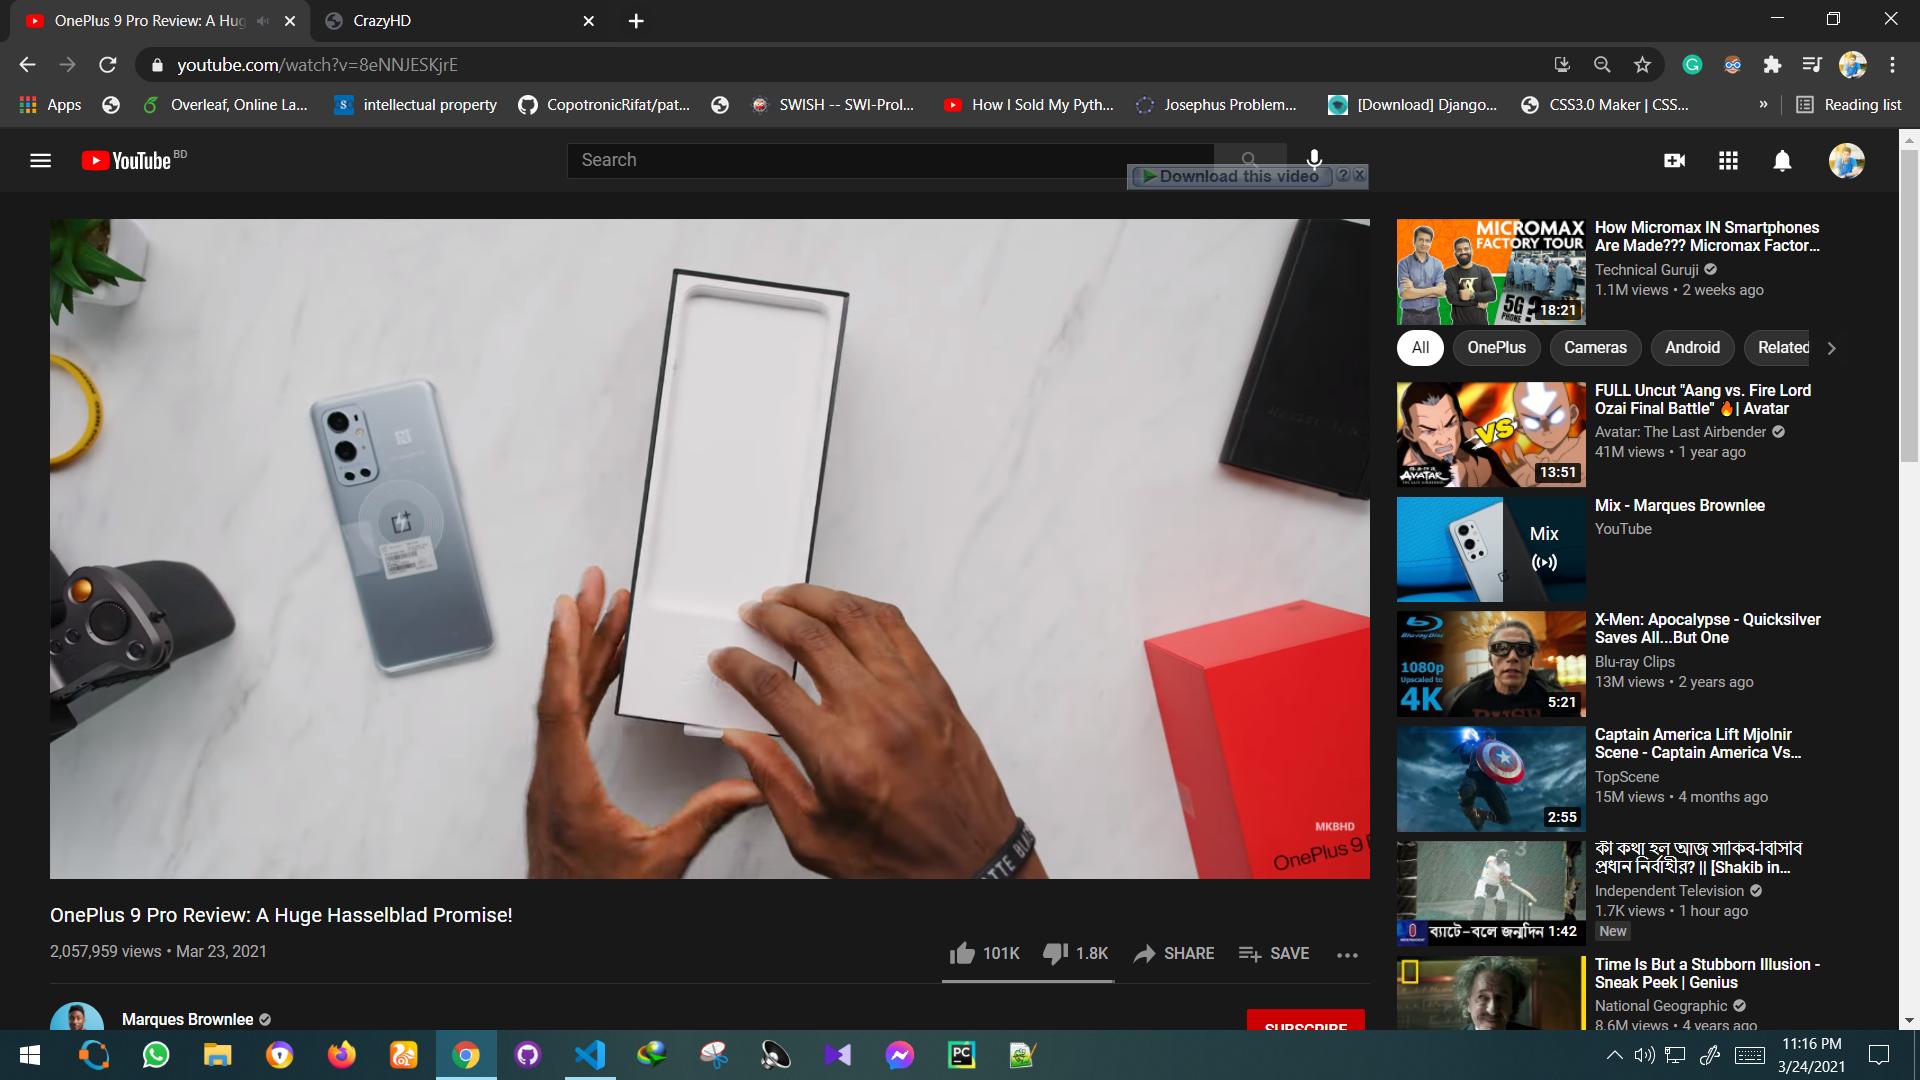 OnePlus 9 Pro Review: A Hug
CrazyHD
youtube.com/watch?v=8eNNJESKjrE
Apps
Overleaf, Online La...
intellectual property
CopotronicRifat/pat...
SWISH -- SWI-Prol...
How I Sold My Pyth...
Josephus Problem...
[Download] Django...
CSS3.0 Maker | CSS...
»
Reading list
YouTube BD
Search
Download this video ? X
MKBHD
OnePlus 9
OnePlus 9 Pro Review: A Huge Hasselblad Promise!
2,057,959 views • Mar 23, 2021
101K
1.8K
SHARE
SAVE
Marques Brownlee
SUBSCRIBE
MICROMAX
FACTORY TOUR
5G ?
PHONE
18:21
How Micromax IN Smartphones
Are Made??? Micromax Factor...
Technical Guruji
1.1M views • 2 weeks ago
All
OnePlus
Cameras
Android
Related
VS
AVATAR
13:51
FULL Uncut "Aang vs. Fire Lord
Ozai Final Battle" 🔥| Avatar
Avatar: The Last Airbender
41M views • 1 year ago
Mix
Mix - Marques Brownlee
YouTube
Blu-ray Disc
1080p
Upscaled to
4K
5:21
X-Men: Apocalypse - Quicksilver
Saves All...But One
Blu-ray Clips
13M views • 2 years ago
2:55
Captain America Lift Mjolnir
Scene - Captain America Vs...
TopScene
15M views • 4 months ago
3
ব্যাটে-বলে জন্মদিন 1:42
কী কথা হল আজ সাকিব-বিসিবি
প্রধান নির্বাহীর? || [Shakib in...
Independent Television
1.7K views • 1 hour ago
New
Time Is But a Stubborn Illusion -
Sneak Peek | Genius
National Geographic
8.6M views • 4 years ago
PC
11:16 PM
3/24/2021